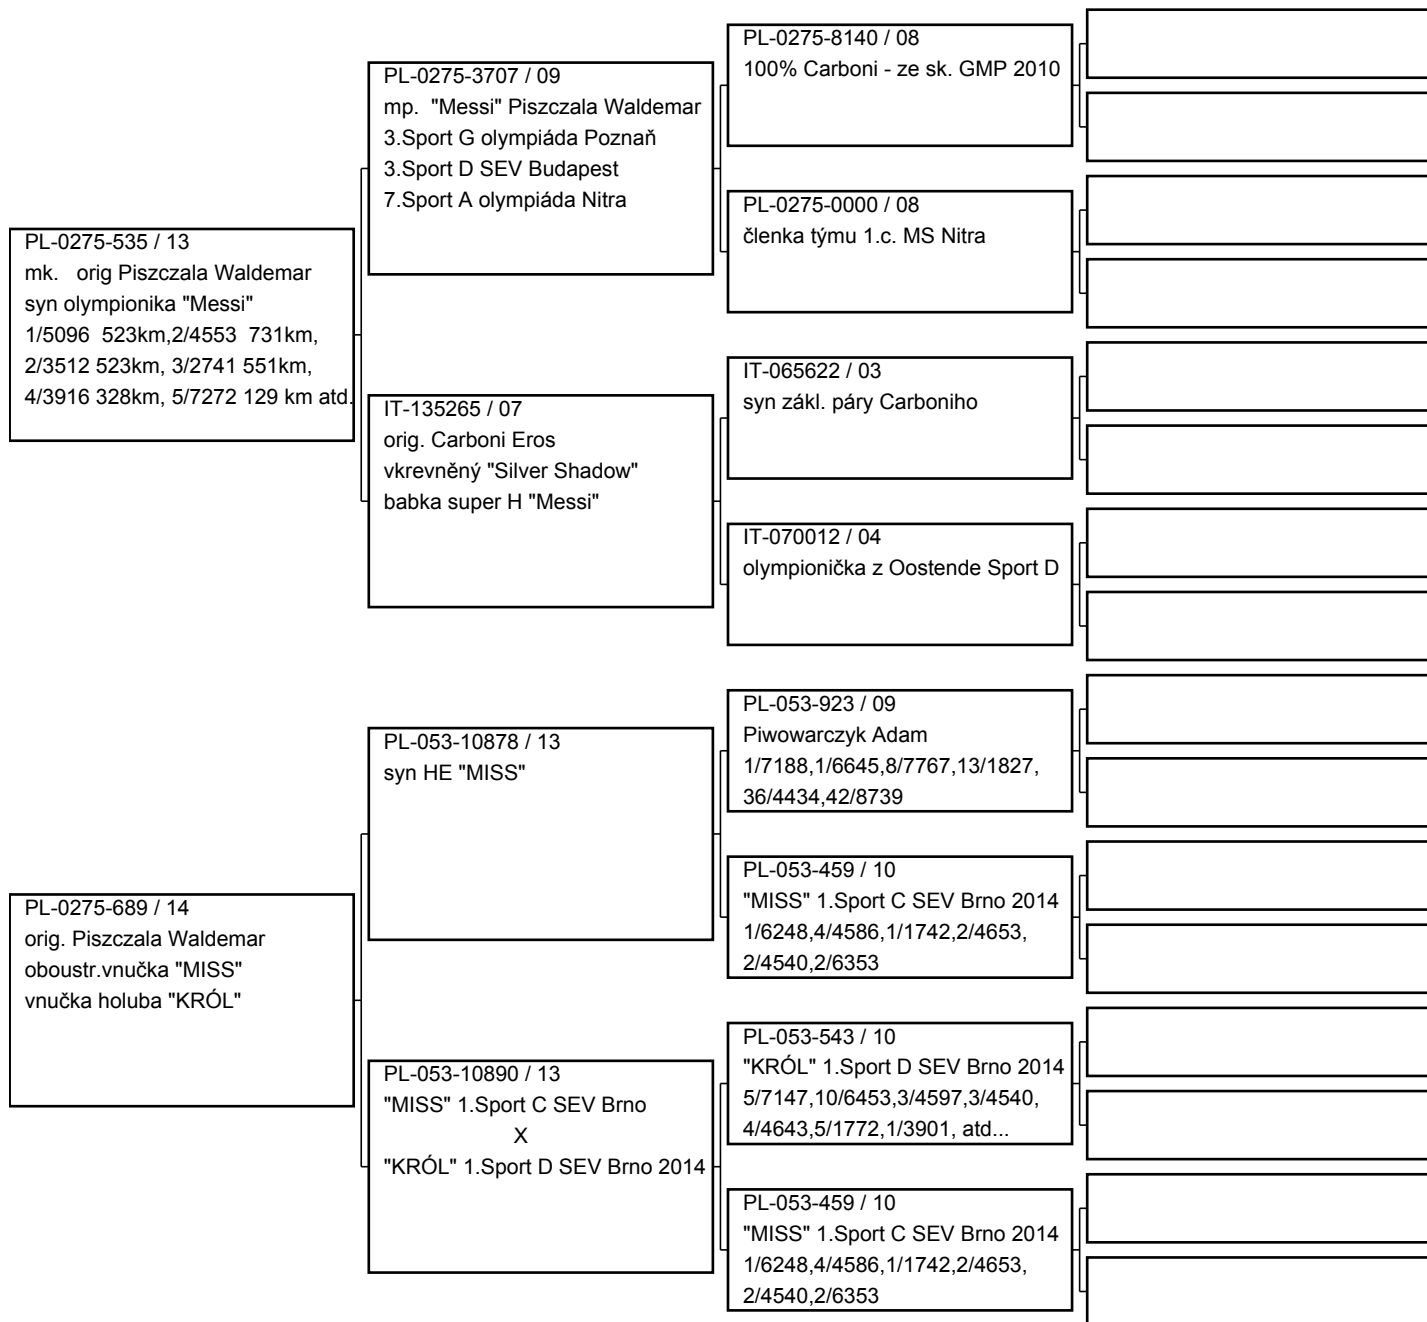 PL-0275-535 / 13
mk.   orig Piszczala Waldemar
syn olympionika "Messi"
1/5096  523km,2/4553  731km,
2/3512 523km, 3/2741 551km,
4/3916 328km, 5/7272 129 km atd.
PL-0275-689 / 14
orig. Piszczala Waldemar
oboustr.vnučka "MISS"
vnučka holuba "KRÓL"
PL-0275-3707 / 09
mp.  "Messi" Piszczala Waldemar
3.Sport G olympiáda Poznaň
3.Sport D SEV Budapest
7.Sport A olympiáda Nitra
IT-135265 / 07
orig. Carboni Eros
vkrevněný "Silver Shadow"
babka super H "Messi"
PL-053-10878 / 13
syn HE "MISS"
PL-053-10890 / 13
"MISS" 1.Sport C SEV Brno
X
"KRÓL" 1.Sport D SEV Brno 2014
PL-0275-8140 / 08
100% Carboni - ze sk. GMP 2010
PL-0275-0000 / 08
členka týmu 1.c. MS Nitra
IT-065622 / 03
syn zákl. páry Carboniho
IT-070012 / 04
olympionička z Oostende Sport D
PL-053-923 / 09
Piwowarczyk Adam
1/7188,1/6645,8/7767,13/1827,
36/4434,42/8739
PL-053-459 / 10
"MISS" 1.Sport C SEV Brno 2014
1/6248,4/4586,1/1742,2/4653,
2/4540,2/6353
PL-053-543 / 10
"KRÓL" 1.Sport D SEV Brno 2014
5/7147,10/6453,3/4597,3/4540,
4/4643,5/1772,1/3901, atd...
PL-053-459 / 10
"MISS" 1.Sport C SEV Brno 2014
1/6248,4/4586,1/1742,2/4653,
2/4540,2/6353